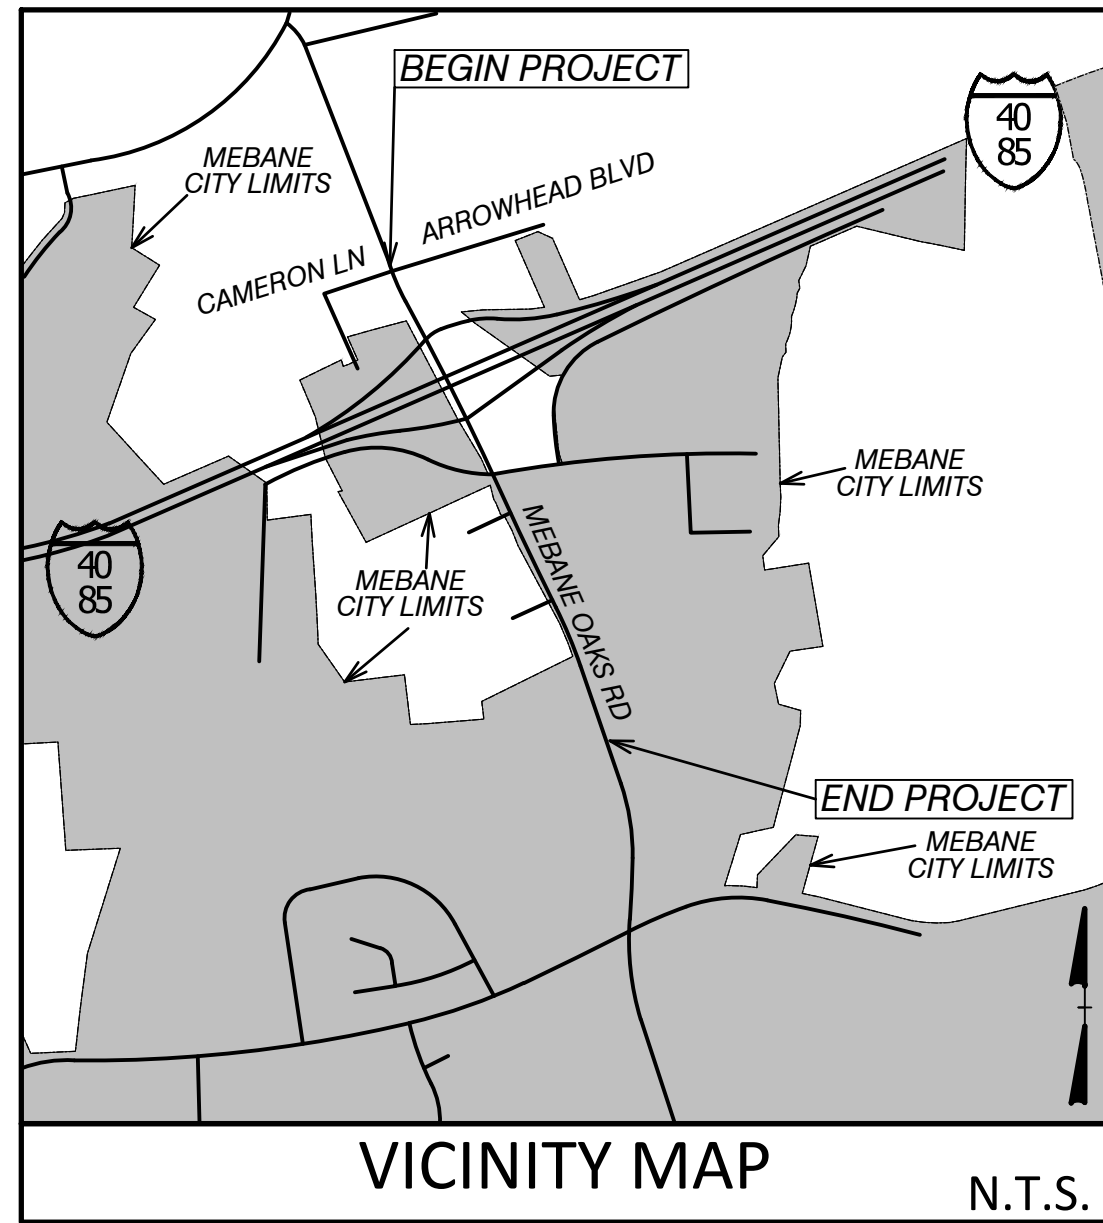 BEGIN PROJECT
40
85
MEBANE
CITY LIMITS
ARROWHEAD BLVD
CAMERON LN
MEBANE
CITY LIMITS
40
85
MEBANE
CITY LIMITS
MEBANE OAKS RD
END PROJECT
MEBANE
CITY LIMITS
VICINITY MAP
N.T.S.